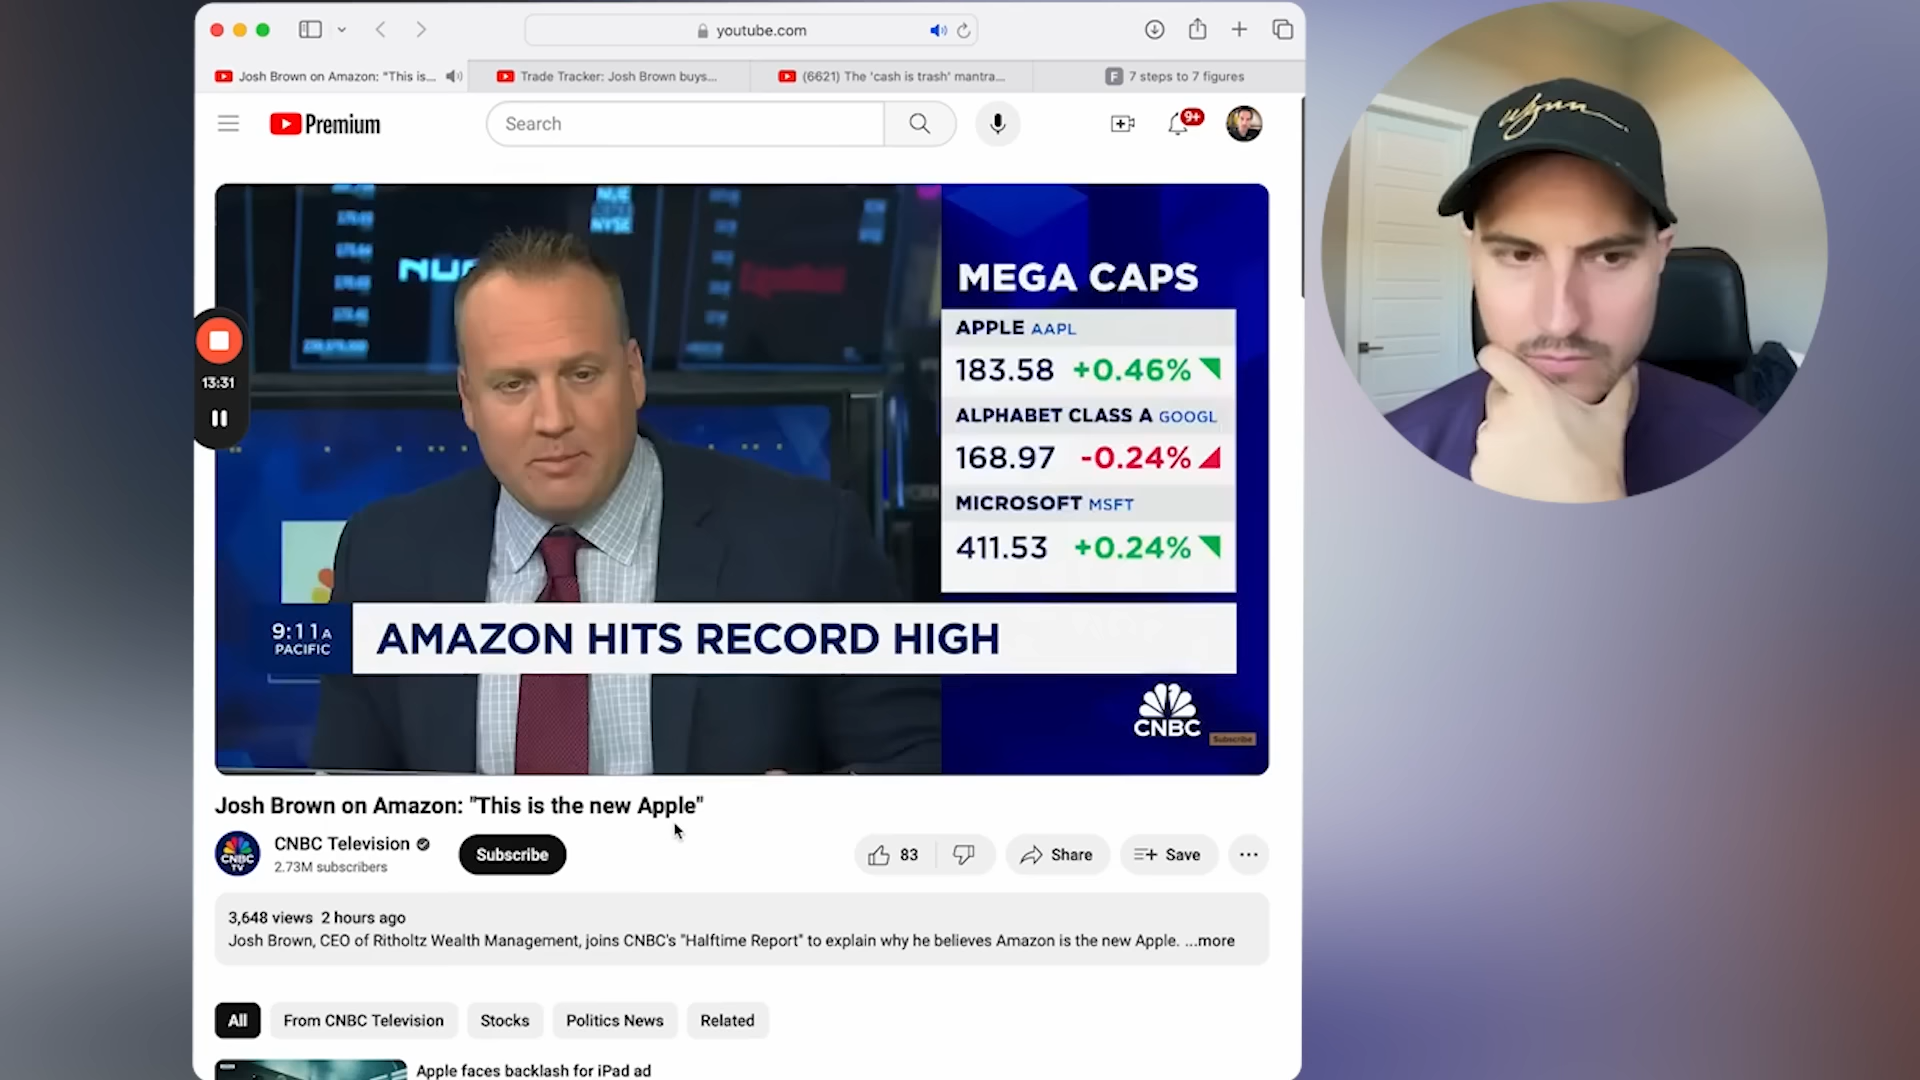 youtube.com
Josh Brown on Amazon: "This is...
Trade Tracker: Josh Brown buys...
(6621) The 'cash is trash' mantra...
F 7 steps to 7 figures
Premium
Search
9+
wynn
NYSE
MEGA CAPS
APPLE AAPL
183.58 +0.46%
ALPHABET CLASS A GOOGL
168.97 -0.24%
MICROSOFT MSFT
411.53 +0.24%
13:31
9:11A
PACIFIC
AMAZON HITS RECORD HIGH
CNBC
Subscribe
Josh Brown on Amazon: "This is the new Apple"
CNBC
TV
CNBC Television
2.73M subscribers
Subscribe
83
Share
Save
3,648 views 2 hours ago
Josh Brown, CEO of Ritholtz Wealth Management, joins CNBC's "Halftime Report" to explain why he believes Amazon is the new Apple. ...more
All
From CNBC Television
Stocks
Politics News
Related
Apple faces backlash for iPad ad